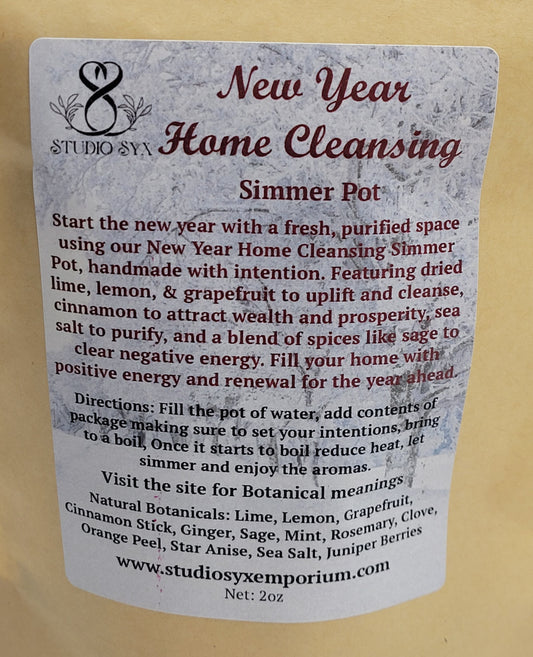 New Year
Home Cleansing
STUDIO SYX
Simmer Pot
Start the new year with a fresh, purified space
using our New Year Home Cleansing Simmer
Pot, handmade with intention. Featuring dried
lime, lemon, & grapefruit to uplift and cleanse,
cinnamon to attract wealth and prosperity, sea
salt to purify, and a blend of spices like sage to
clear negative energy. Fill your home with
positive energy and renewal for the year ahead.
Directions: Fill the pot of water, add contents of
package making sure to set your intentions, bring
to a boil, Once it starts to boil reduce heat, let
simmer and enjoy the aromas.
Visit the site for Botanical meanings
Natural Botanicals: Lime, Lemon, Grapefruit,
Cinnamon Stick, Ginger, Sage, Mint, Rosemary, Clove,
Orange Peel, Star Anise, Sea Salt, Juniper Berries
www.studiosyxemporium.com
Net: 2oz